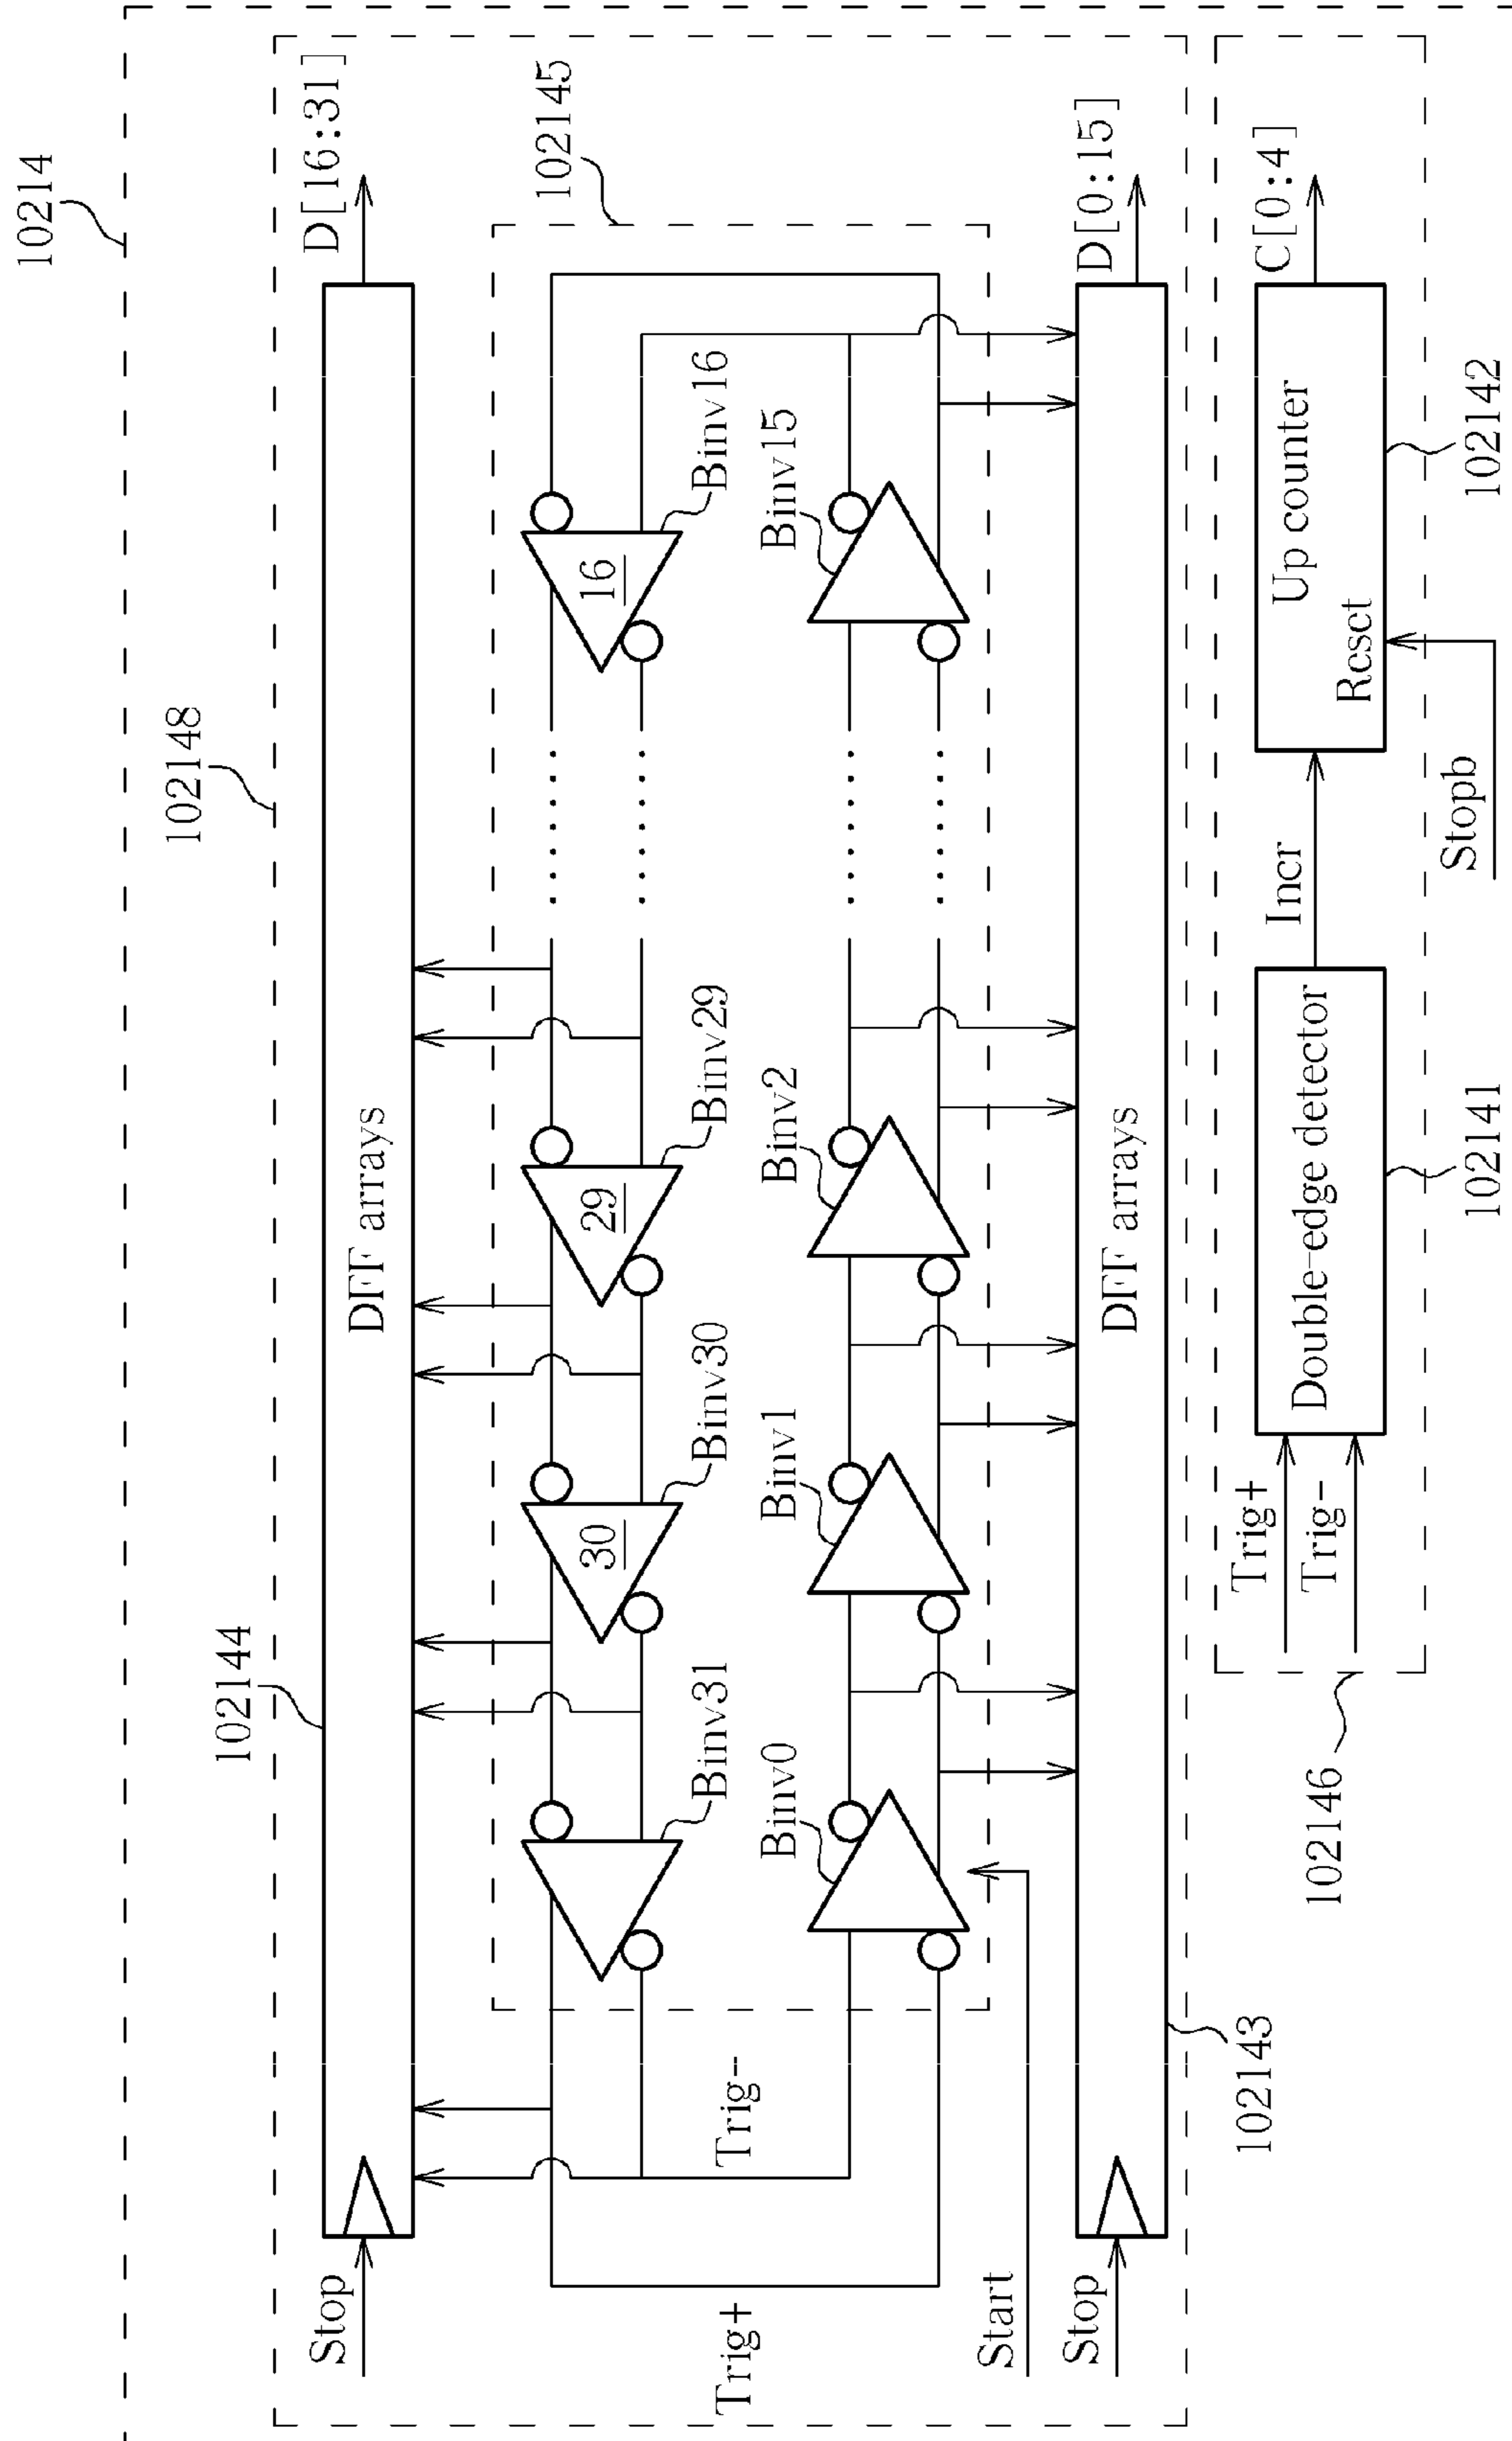 10214
102148
102144
D[16:31]
Stop
DFF arrays
102145
Binv31
Binv30
30
Binv29
29
Binv16
16
Trig+
Trig-
Binv0
Binv1
Binv2
Binv15
Start
Stop
DFF arrays
D[0:15]
102143
102146
Trig+
Trig-
Double-edge detector
102141
Incr
Up counter
Reset
C[0:4]
102142
Stopb